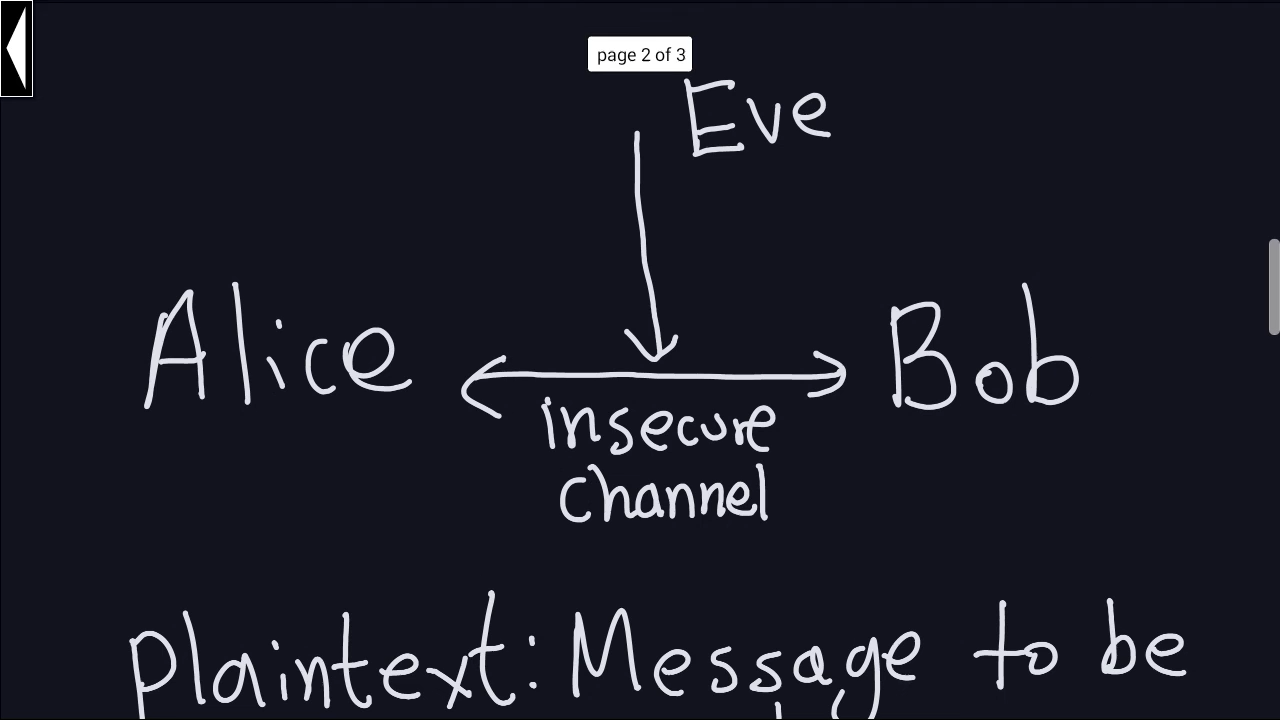 page 2 of 3
Eve
Alice
Bob
insecure
channel
plaintext: Message to be